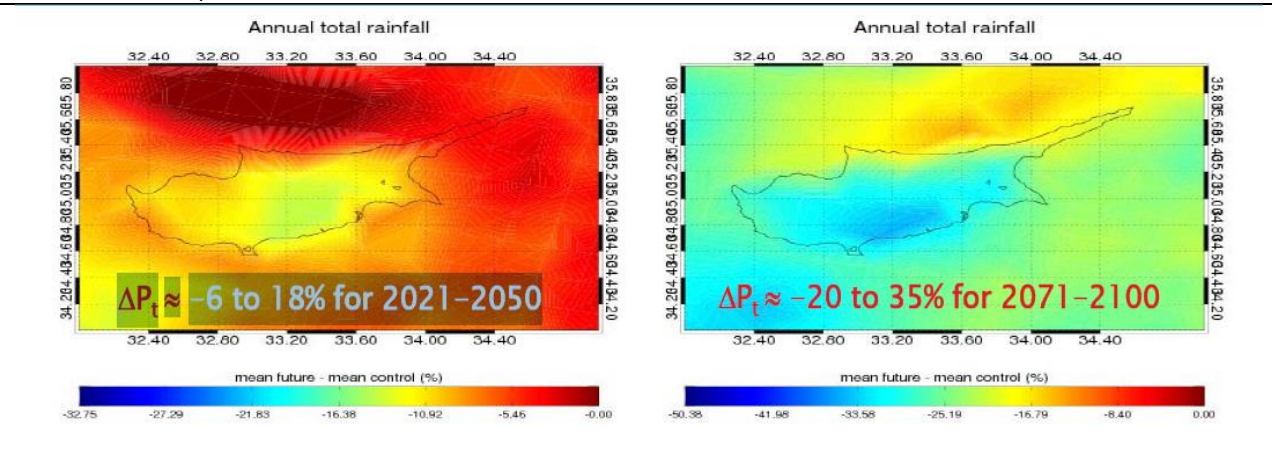 Annual total rainfall
32.40 32.80 33.20 33.60 34.00 34.40
ΔPt ≈ −6 to 18% for 2021−2050
32.40 32.80 33.20 33.60 34.00 34.40
mean future - mean control (%)
-32.75 -27.29 -21.83 -16.38 -10.92 -5.46 -0.00
Annual total rainfall
32.40 32.80 33.20 33.60 34.00 34.40
ΔPt ≈ −20 to 35% for 2071−2100
32.40 32.80 33.20 33.60 34.00 34.40
mean future - mean control (%)
-50.38 -41.98 -33.58 -25.19 -16.79 -8.40 0.00